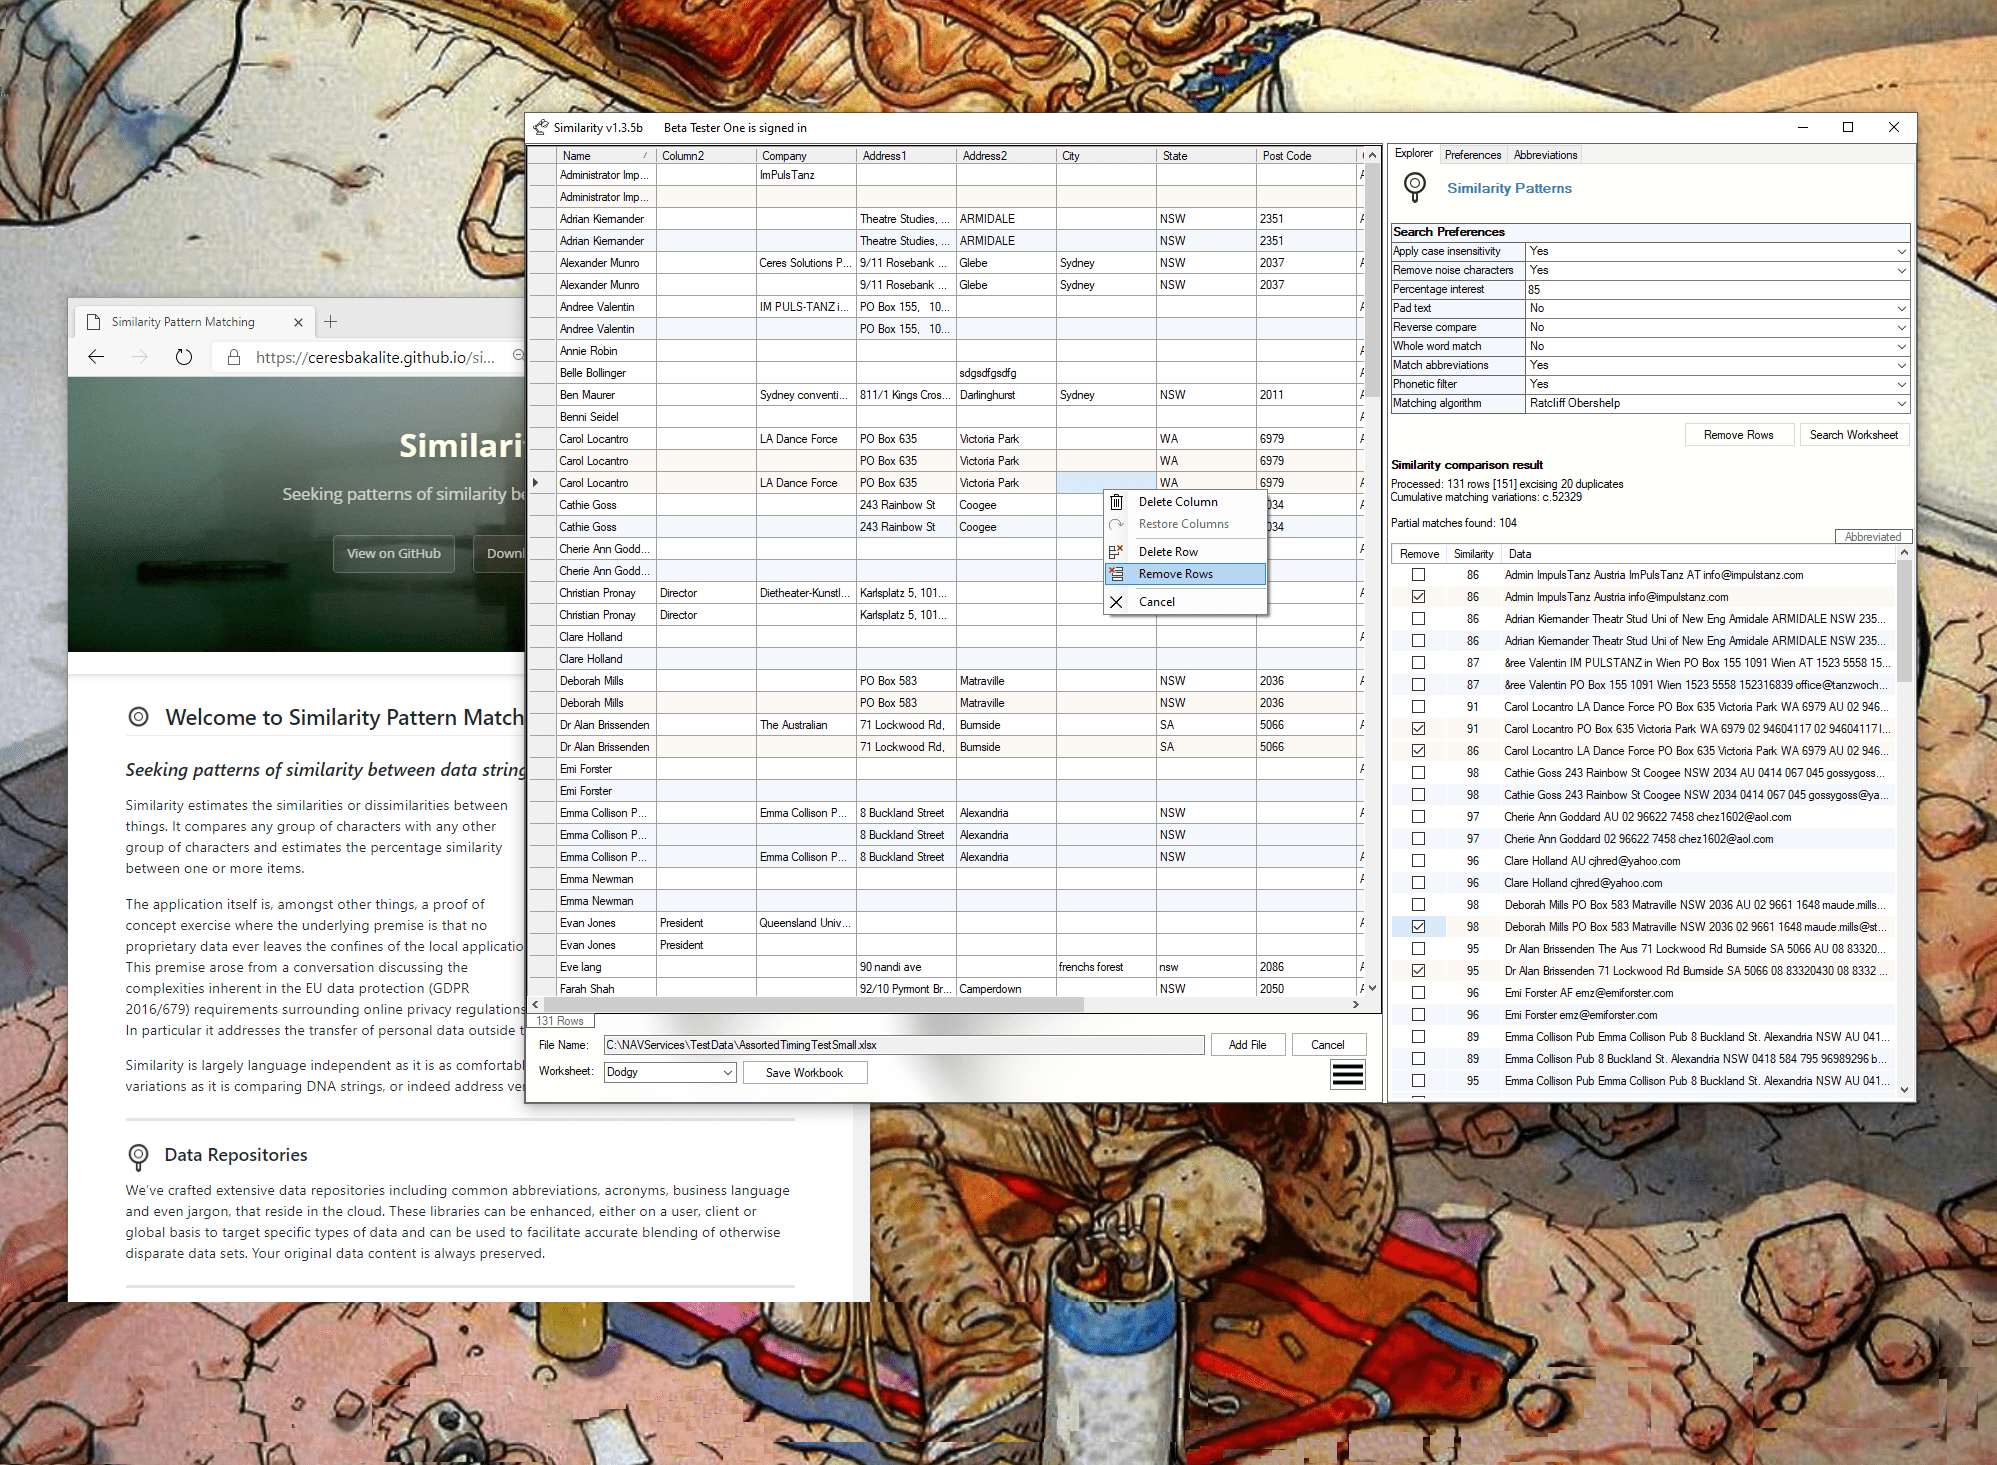 Similarity v1.3.5b Beta Tester One is signed in
Name Column2 Company Address1 Address2 City State Post Code
Administrator Imp... ImPulsTanz
Administrator Imp...
Adrian Kiernander Theatre Studies, ... ARMIDALE NSW 2351
Adrian Kiernander Theatre Studies, ... ARMIDALE NSW 2351
Alexander Munro Ceres Solutions P... 9/11 Rosebank ... Glebe Sydney NSW 2037
Alexander Munro 9/11 Rosebank ... Glebe Sydney NSW 2037
Andree Valentin IM PULS-TANZ i... PO Box 155, 10...
Andree Valentin PO Box 155, 10...
Annie Robin
Belle Bollinger sdgsdfgsdfg
Ben Maurer Sydney conventi... 811/1 Kings Cros... Darlinghurst Sydney NSW 2011
Benni Seidel
Carol Locantro LA Dance Force PO Box 635 Victoria Park WA 6979
Carol Locantro PO Box 635 Victoria Park WA 6979
Carol Locantro LA Dance Force PO Box 635 Victoria Park WA 6979
Cathie Goss 243 Rainbow St Coogee 034
Cathie Goss 243 Rainbow St Coogee 034
Cherie Ann Godd...
Cherie Ann Godd...
Christian Pronay Director Dietheater-Kunstl... Karlsplatz 5, 101...
Christian Pronay Director Karlsplatz 5, 101...
Clare Holland
Clare Holland
Deborah Mills PO Box 583 Matraville NSW 2036
Deborah Mills PO Box 583 Matraville NSW 2036
Dr Alan Brissenden The Australian 71 Lockwood Rd, Burnside SA 5066
Dr Alan Brissenden 71 Lockwood Rd, Burnside SA 5066
Emi Forster
Emi Forster
Emma Collison P... Emma Collison P... 8 Buckland Street Alexandria NSW
Emma Collison P... 8 Buckland Street Alexandria NSW
Emma Collison P... Emma Collison P... 8 Buckland Street Alexandria NSW
Emma Newman
Emma Newman
Evan Jones President Queensland Univ...
Evan Jones President
Eve lang 90 nandi ave frenchs forest nsw 2086
Farah Shah 92/10 Pyrmont Br... Camperdown NSW 2050
131 Rows
File Name: C:\NAVServices\TestData\AssortedTimingTestSmall.xlsx Add File Cancel
Worksheet: Dodgy Save Workbook
Delete Column
Restore Columns
Delete Row
Remove Rows
Cancel
Explorer Preferences Abbreviations
Similarity Patterns
Search Preferences
Apply case insensitivity Yes
Remove noise characters Yes
Percentage interest 85
Pad text No
Reverse compare No
Whole word match No
Match abbreviations Yes
Phonetic filter Yes
Matching algorithm Ratcliff Obershelp
Remove Rows Search Worksheet
Similarity comparison result
Processed: 131 rows [151] excising 20 duplicates
Cumulative matching variations: c.52329
Partial matches found: 104
Abbreviated
Remove Similarity Data
86 Admin ImpulsTanz Austria ImPulsTanz AT info@impulstanz.com
86 Admin ImpulsTanz Austria info@impulstanz.com
86 Adrian Kiernander Theatr Stud Uni of New Eng Armidale ARMIDALE NSW 235...
86 Adrian Kiernander Theatr Stud Uni of New Eng Armidale ARMIDALE NSW 235...
87 &ree Valentin IM PULSTANZ in Wien PO Box 155 1091 Wien AT 1523 5558 15...
87 &ree Valentin PO Box 155 1091 Wien 1523 5558 152316839 office@tanzwoch...
91 Carol Locantro LA Dance Force PO Box 635 Victoria Park WA 6979 AU 02 946...
91 Carol Locantro PO Box 635 Victoria Park WA 6979 02 94604117 02 94604117 l...
86 Carol Locantro LA Dance Force PO Box 635 Victoria Park WA 6979 AU 02 946...
98 Cathie Goss 243 Rainbow St Coogee NSW 2034 AU 0414 067 045 gossygoss...
98 Cathie Goss 243 Rainbow St Coogee NSW 2034 0414 067 045 gossygoss@ya...
97 Cherie Ann Goddard AU 02 96622 7458 chez1602@aol.com
97 Cherie Ann Goddard 02 96622 7458 chez1602@aol.com
96 Clare Holland AU cjhred@yahoo.com
96 Clare Holland cjhred@yahoo.com
98 Deborah Mills PO Box 583 Matraville NSW 2036 AU 02 9661 1648 maude.mills...
98 Deborah Mills PO Box 583 Matraville NSW 2036 02 9661 1648 maude.mills@st...
95 Dr Alan Brissenden The Aus 71 Lockwood Rd Burnside SA 5066 AU 08 83320...
95 Dr Alan Brissenden 71 Lockwood Rd Burnside SA 5066 08 83320430 08 8332 ...
96 Emi Forster AF emz@emiforster.com
96 Emi Forster emz@emiforster.com
89 Emma Collison Pub Emma Collison Pub 8 Buckland St. Alexandria NSW AU 041...
89 Emma Collison Pub 8 Buckland St. Alexandria NSW 0418 584 795 96989296 b...
95 Emma Collison Pub Emma Collison Pub 8 Buckland St. Alexandria NSW AU 041...
Similarity Pattern Matching
https://ceresbakalite.github.io/si...
Similari
Seeking patterns of similarity be
View on GitHub Downl
Welcome to Similarity Pattern Match
Seeking patterns of similarity between data string
Similarity estimates the similarities or dissimilarities between
things. It compares any group of characters with any other
group of characters and estimates the percentage similarity
between one or more items.
The application itself is, amongst other things, a proof of
concept exercise where the underlying premise is that no
proprietary data ever leaves the confines of the local applicatio
This premise arose from a conversation discussing the
complexities inherent in the EU data protection (GDPR
2016/679) requirements surrounding online privacy regulations
In particular it addresses the transfer of personal data outside t
Similarity is largely language independent as it is as comfortabl
variations as it is comparing DNA strings, or indeed address ver
Data Repositories
We've crafted extensive data repositories including common abbreviations, acronyms, business language
and even jargon, that reside in the cloud. These libraries can be enhanced, either on a user, client or
global basis to target specific types of data and can be used to facilitate accurate blending of otherwise
disparate data sets. Your original data content is always preserved.